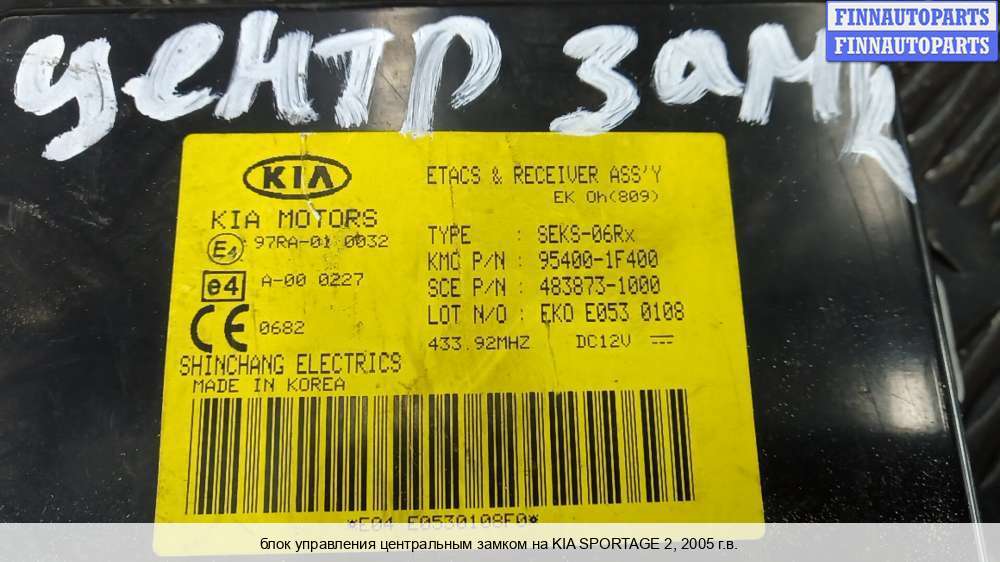 FINNAUTOPARTS
FINNAUTOPARTS
центр замк
KIA
ETACS & RECEIVER ASS'Y
EK Oh(809)
KIA MOTORS
E4 97RA-01 0032
TYPE : SEKS-06Rx
KMC P/N : 95400-1F400
e4 A-00 0227
SCE P/N : 483873-1000
LOT N/O : EKO E053 0108
CE 0682
433.92MHZ DC12V
SHINCHANG ELECTRICS
MADE IN KOREA
*E04 E0530108F0*
блок управления центральным замком на KIA SPORTAGE 2, 2005 г.в.